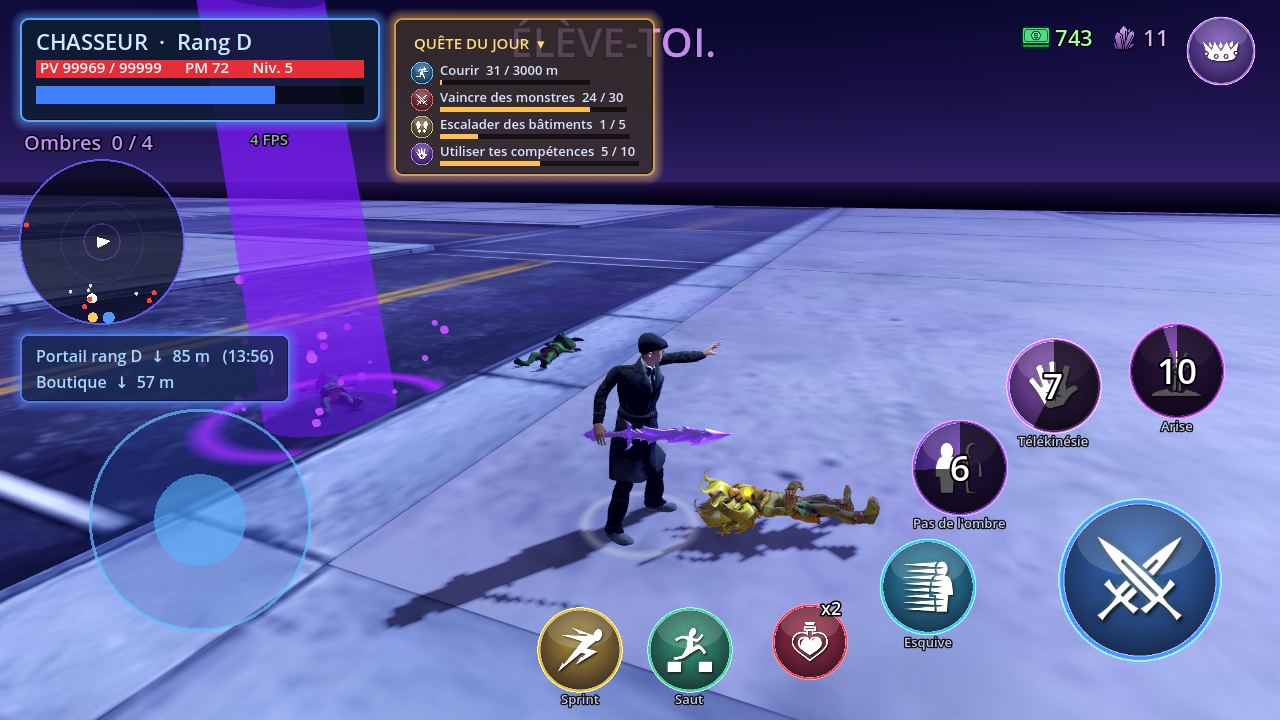 CHASSEUR · Rang D
PV 99969 / 99999 PM 72 Niv. 5
QUÊTE DU JOUR ▼
ÉLÈVE-TOI.
Courir 31 / 3000 m
Vaincre des monstres 24 / 30
Escalader des bâtiments 1 / 5
Utiliser tes compétences 5 / 10
743
11
Ombres 0 / 4
4 FPS
Portail rang D ↓ 85 m (13:56)
Boutique ↓ 57 m
7
Télékinésie
10
Arise
6
Pas de l'ombre
Esquive
x2
Sprint
Saut